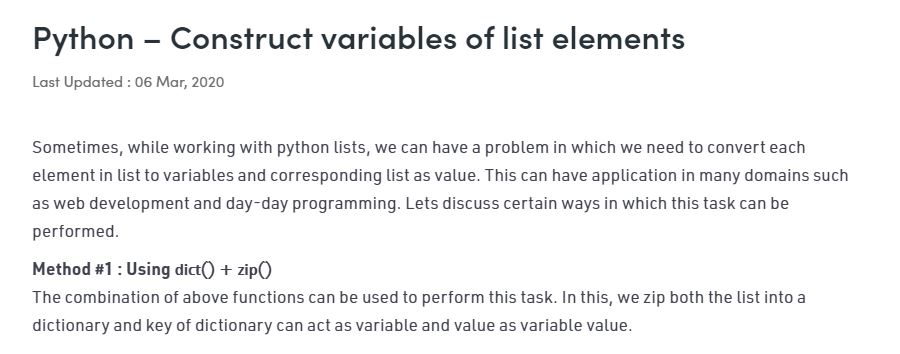 Python – Construct variables of list elements
Last Updated : 06 Mar, 2020
Sometimes, while working with python lists, we can have a problem in which we need to convert each
element in list to variables and corresponding list as value. This can have application in many domains such
as web development and day-day programming. Lets discuss certain ways in which this task can be
performed.
Method #1 : Using dict() + zip()
The combination of above functions can be used to perform this task. In this, we zip both the list into a
dictionary and key of dictionary can act as variable and value as variable value.